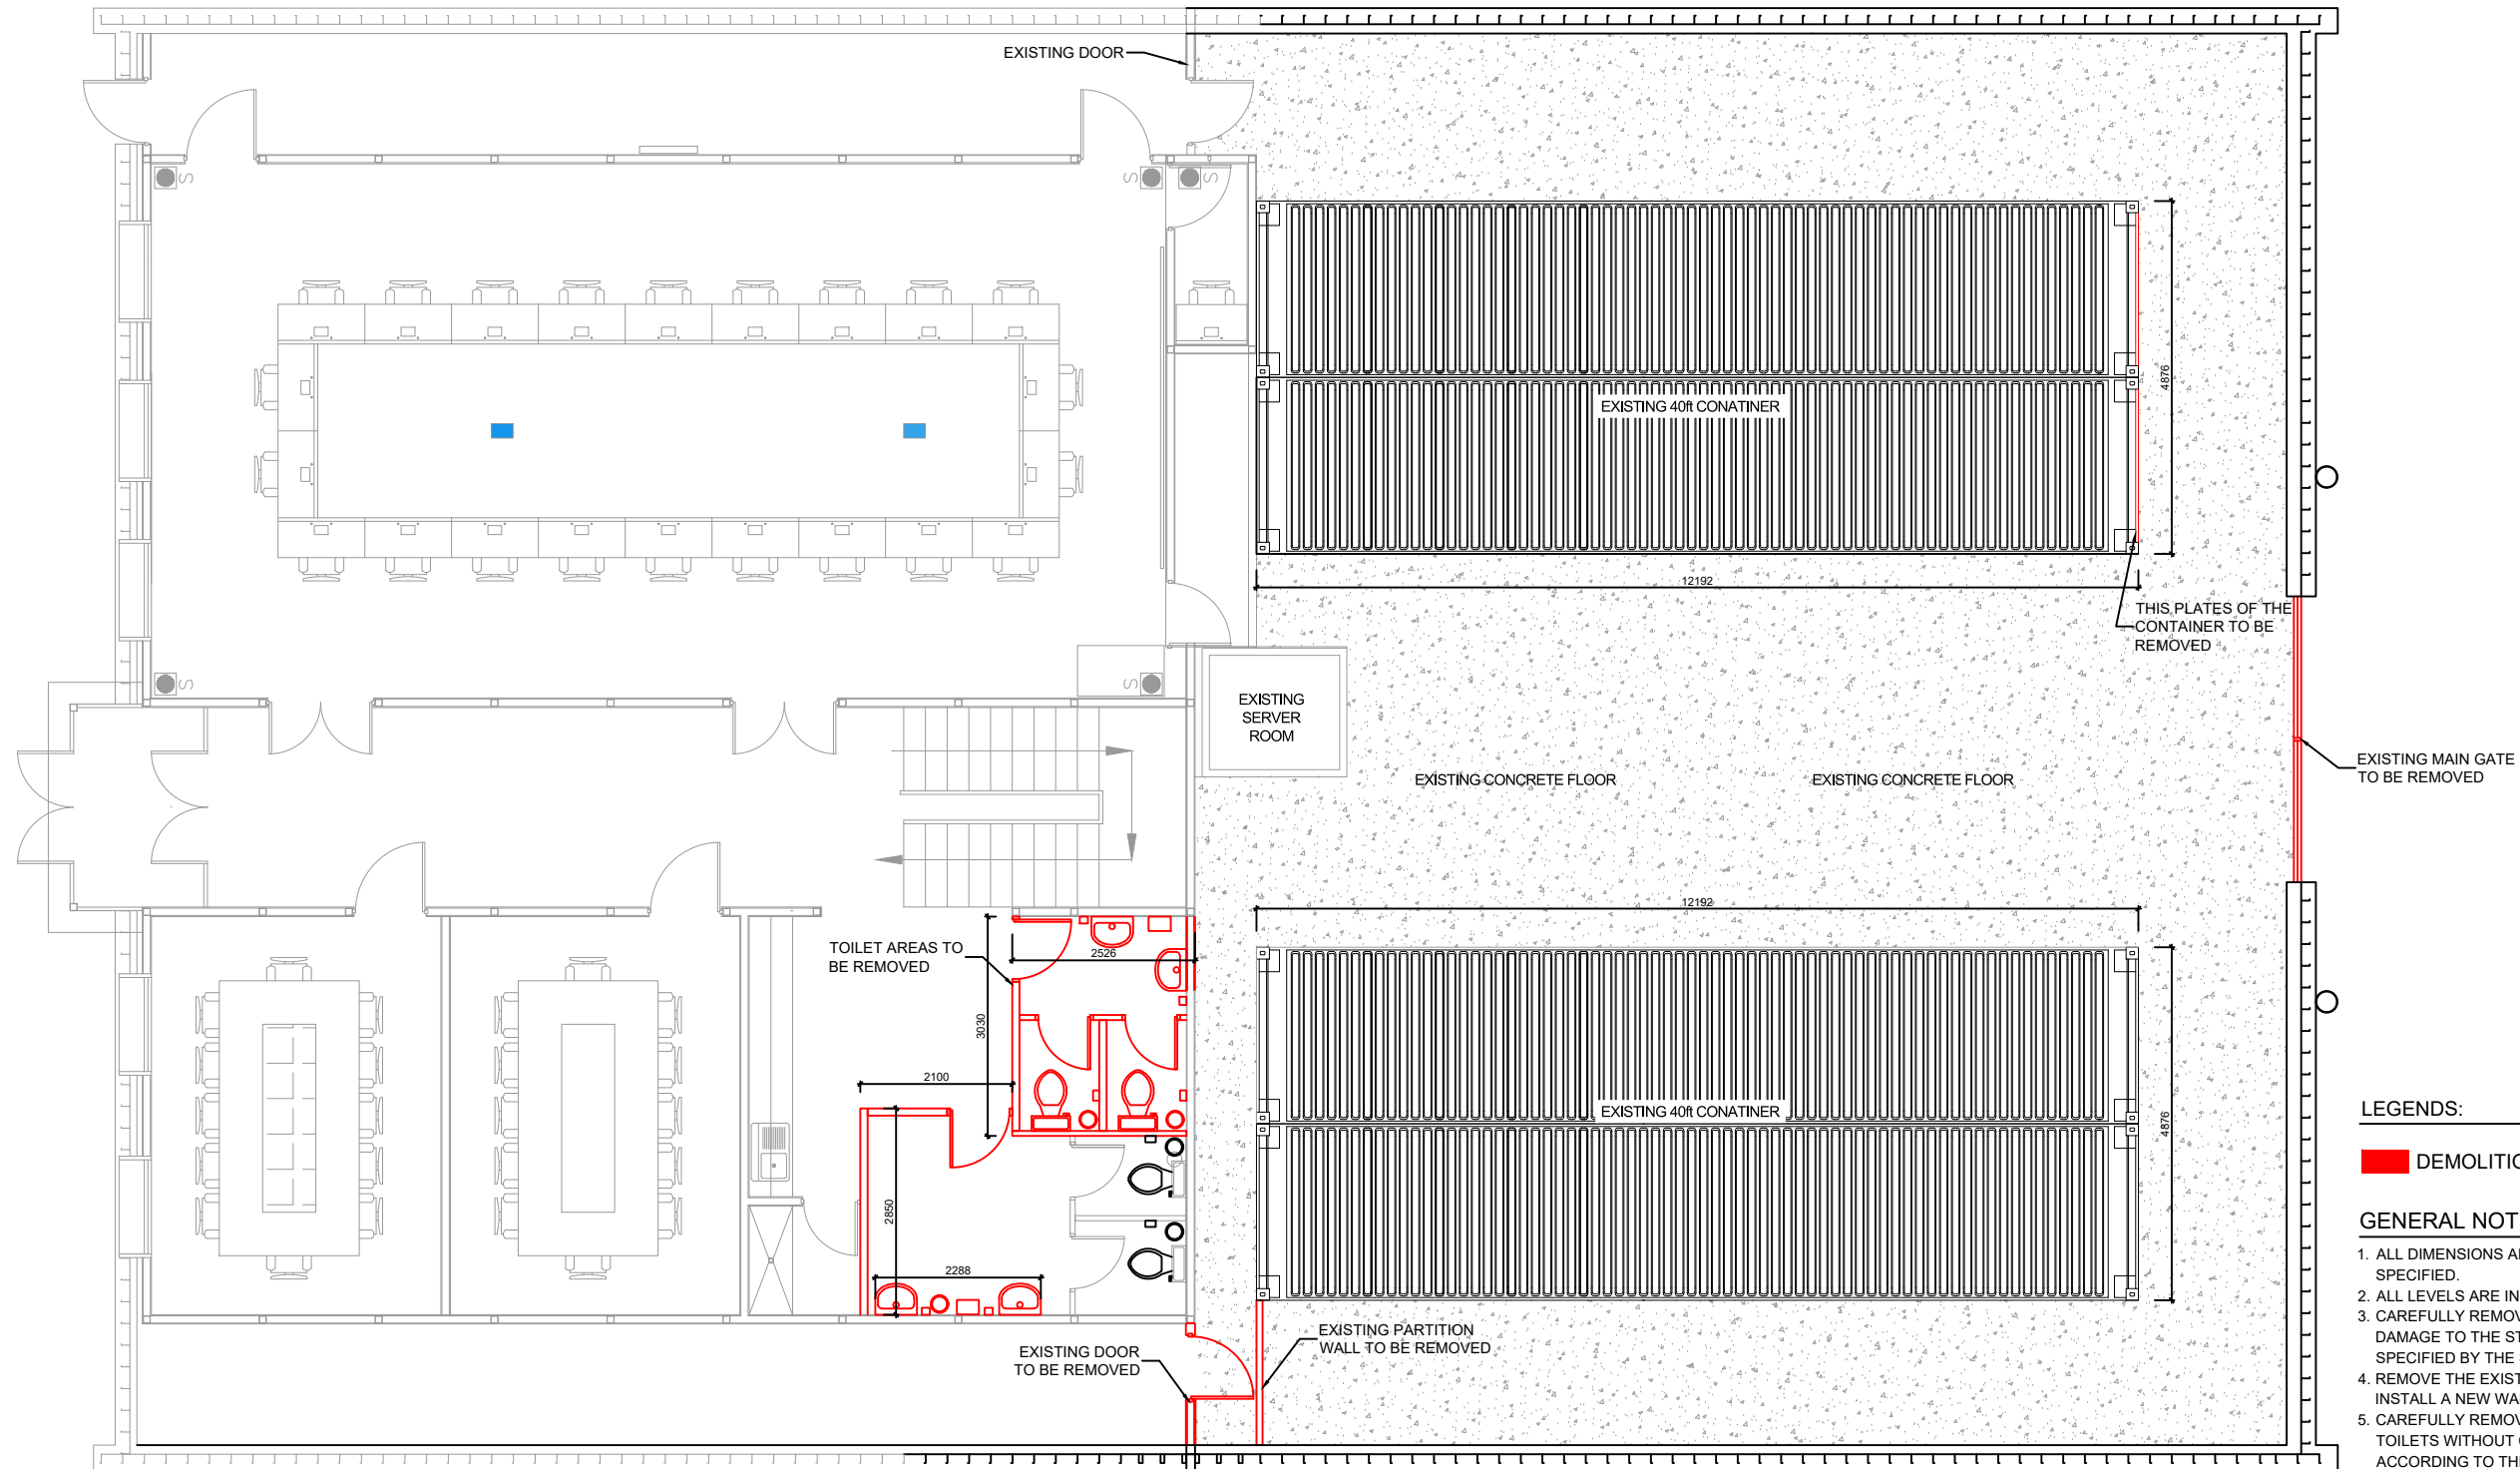 EXISTING DOOR
S
S
S
EXISTING 40ft CONATINER
4876
12192
THIS PLATES OF THE
CONTAINER TO BE
REMOVED
S
S
EXISTING
SERVER
ROOM
EXISTING MAIN GATE
TO BE REMOVED
EXISTING CONCRETE FLOOR
EXISTING CONCRETE FLOOR
12192
TOILET AREAS TO
BE REMOVED
2526
3030
2100
EXISTING 40ft CONATINER
4876
2850
2288
EXISTING DOOR
TO BE REMOVED
EXISTING PARTITION
WALL TO BE REMOVED
LEGENDS:
DEMOLITIO
GENERAL NOT
1. ALL DIMENSIONS A
SPECIFIED.
2. ALL LEVELS ARE IN
3. CAREFULLY REMOV
DAMAGE TO THE ST
SPECIFIED BY THE
4. REMOVE THE EXIST
INSTALL A NEW WA
5. CAREFULLY REMOV
TOILETS WITHOUT
ACCORDING TO TH